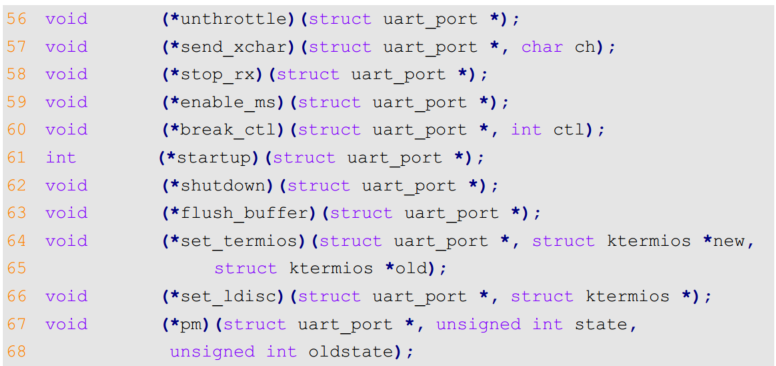 56 void (*unthrottle)(struct uart_port *);
57 void (*send_xchar)(struct uart_port *, char ch);
58 void (*stop_rx)(struct uart_port *);
59 void (*enable_ms)(struct uart_port *);
60 void (*break_ctl)(struct uart_port *, int ctl);
61 int (*startup)(struct uart_port *);
62 void (*shutdown)(struct uart_port *);
63 void (*flush_buffer)(struct uart_port *);
64 void (*set_termios)(struct uart_port *, struct ktermios *new,
65 struct ktermios *old);
66 void (*set_ldisc)(struct uart_port *, struct ktermios *);
67 void (*pm)(struct uart_port *, unsigned int state,
68 unsigned int oldstate);